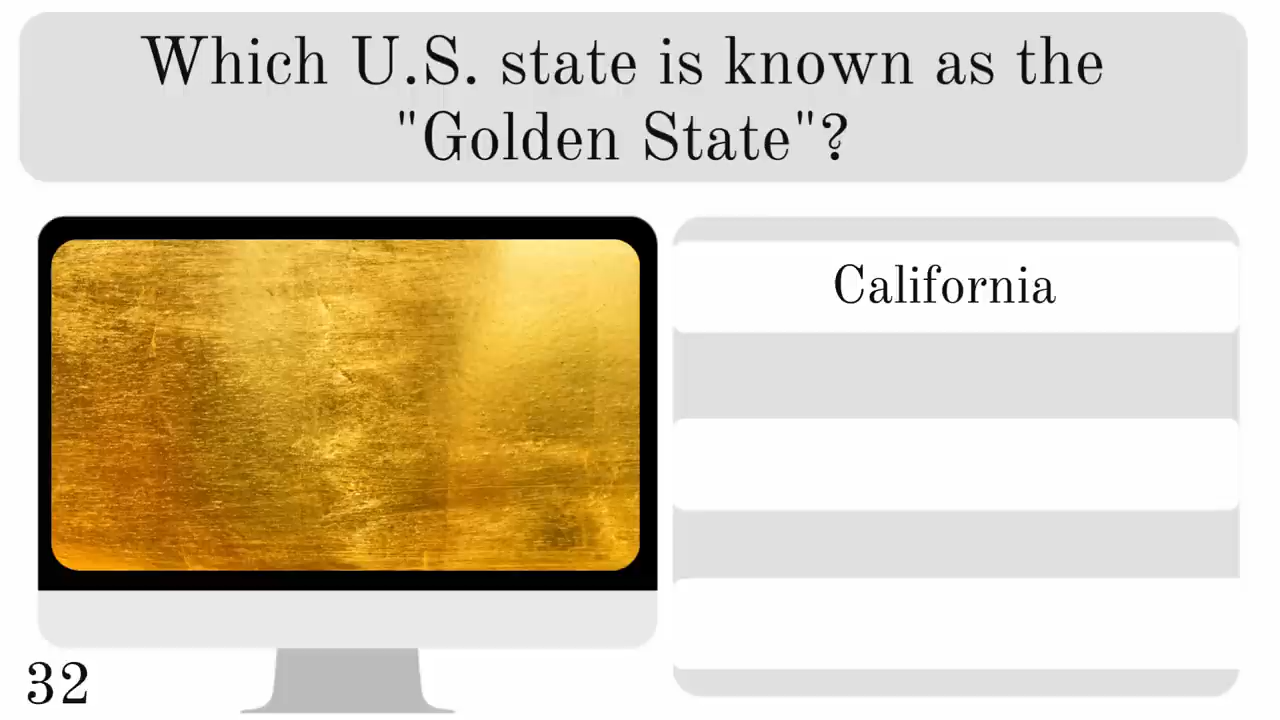 Which U.S. state is known as the
"Golden State"?
California
32